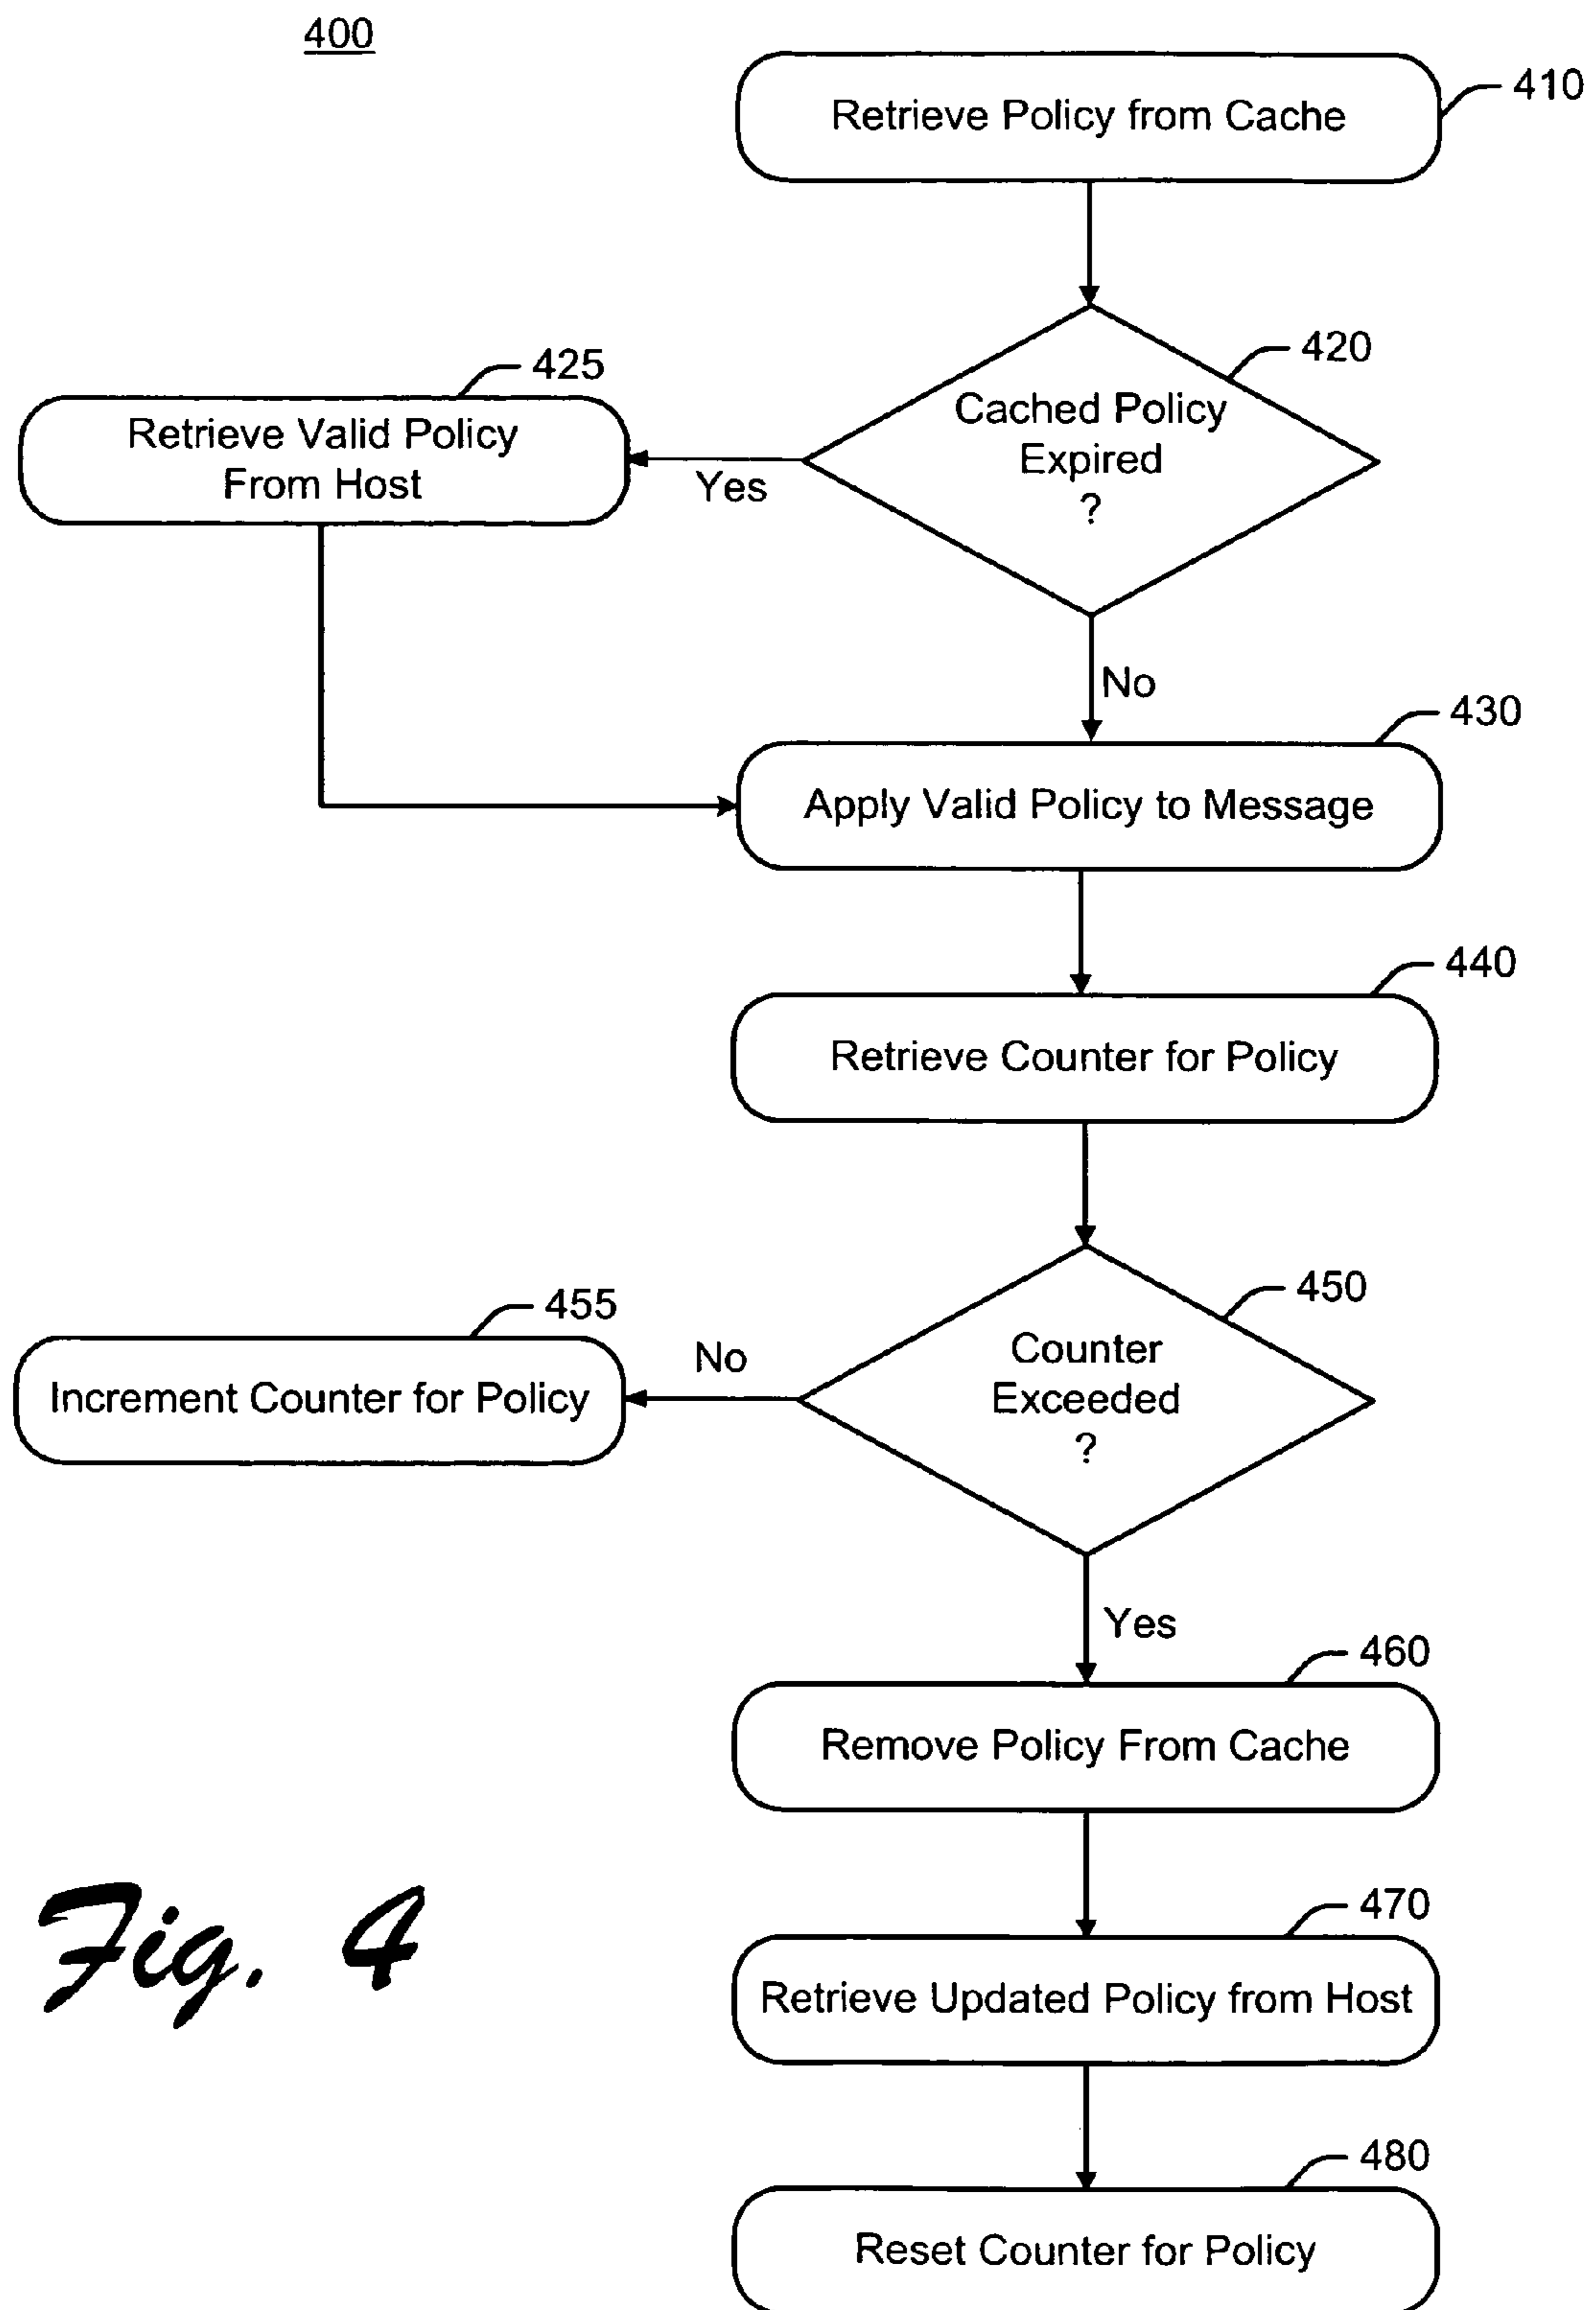 400
Retrieve Policy from Cache
410
Cached Policy
Expired
?
420
Yes
425
Retrieve Valid Policy
From Host
No
430
Apply Valid Policy to Message
440
Retrieve Counter for Policy
450
Counter
Exceeded
?
No
455
Increment Counter for Policy
Yes
460
Remove Policy From Cache
470
Retrieve Updated Policy from Host
480
Reset Counter for Policy
Fig. 4